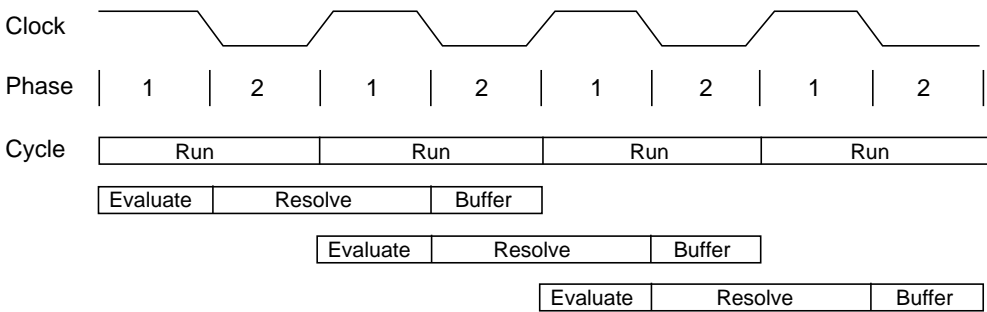 Clock
Phase 1 2 1 2 1 2 1 2
Cycle Run Run Run Run
Evaluate Resolve Buffer
Evaluate Resolve Buffer
Evaluate Resolve Buffer